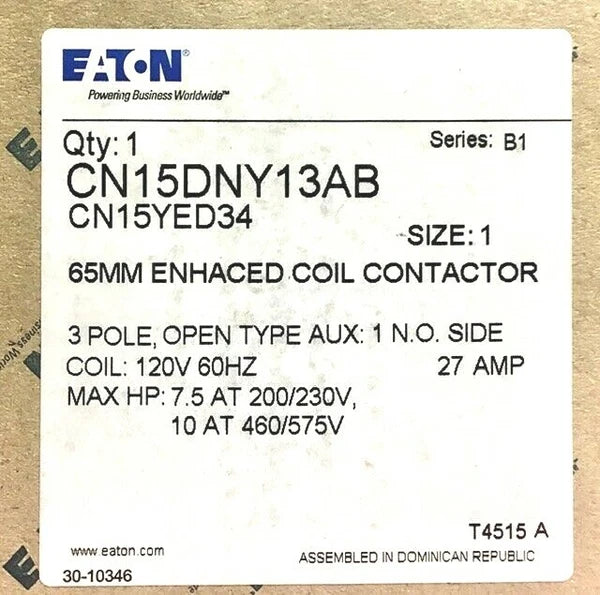 EATON®
Powering Business Worldwide™
Qty: 1
Series: B1
CN15DNY13AB
CN15YED34
SIZE: 1
65MM ENHACED COIL CONTACTOR
3 POLE, OPEN TYPE AUX: 1 N.O. SIDE
COIL: 120V 60HZ 27 AMP
MAX HP: 7.5 AT 200/230V,
10 AT 460/575V
T4515 A
www.eaton.com
ASSEMBLED IN DOMINICAN REPUBLIC
30-10346